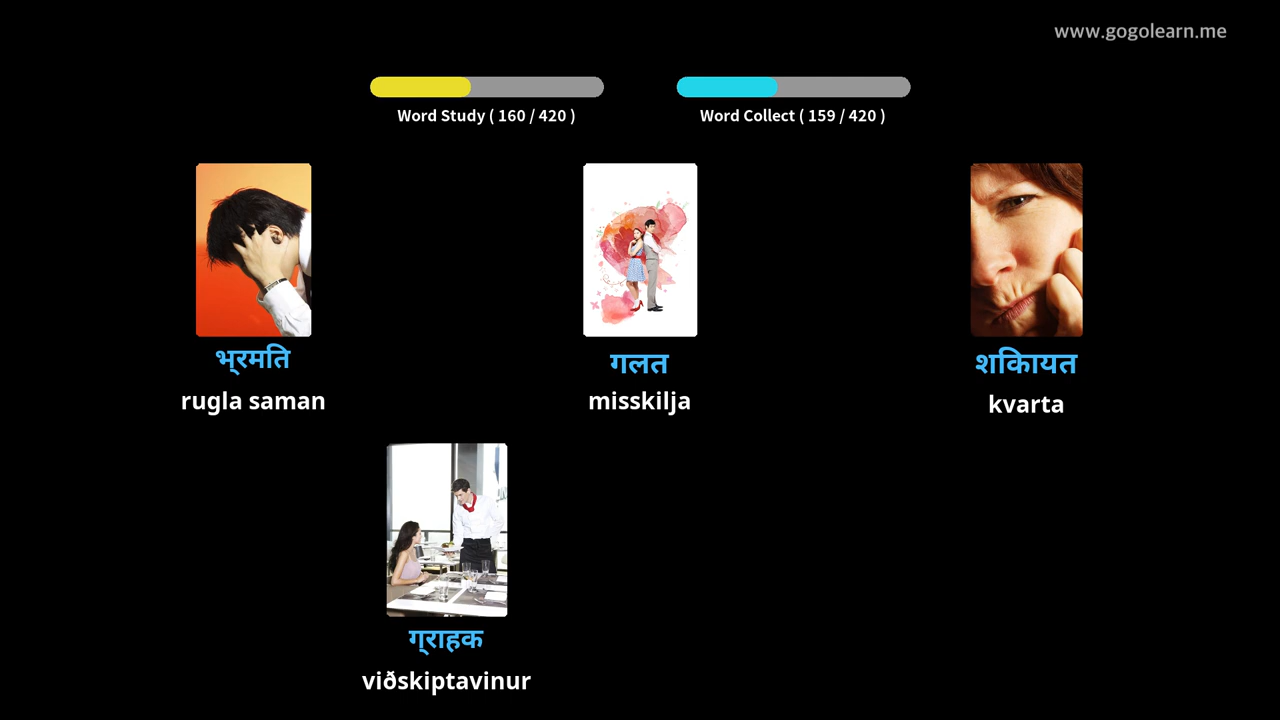 www.gogolearn.me
Word Study ( 160 / 420 )
Word Collect ( 159 / 420 )
भ्रमति
rugla saman
गलत
misskilja
शकिायत
kvarta
ग्राहक
viðskiptavinur